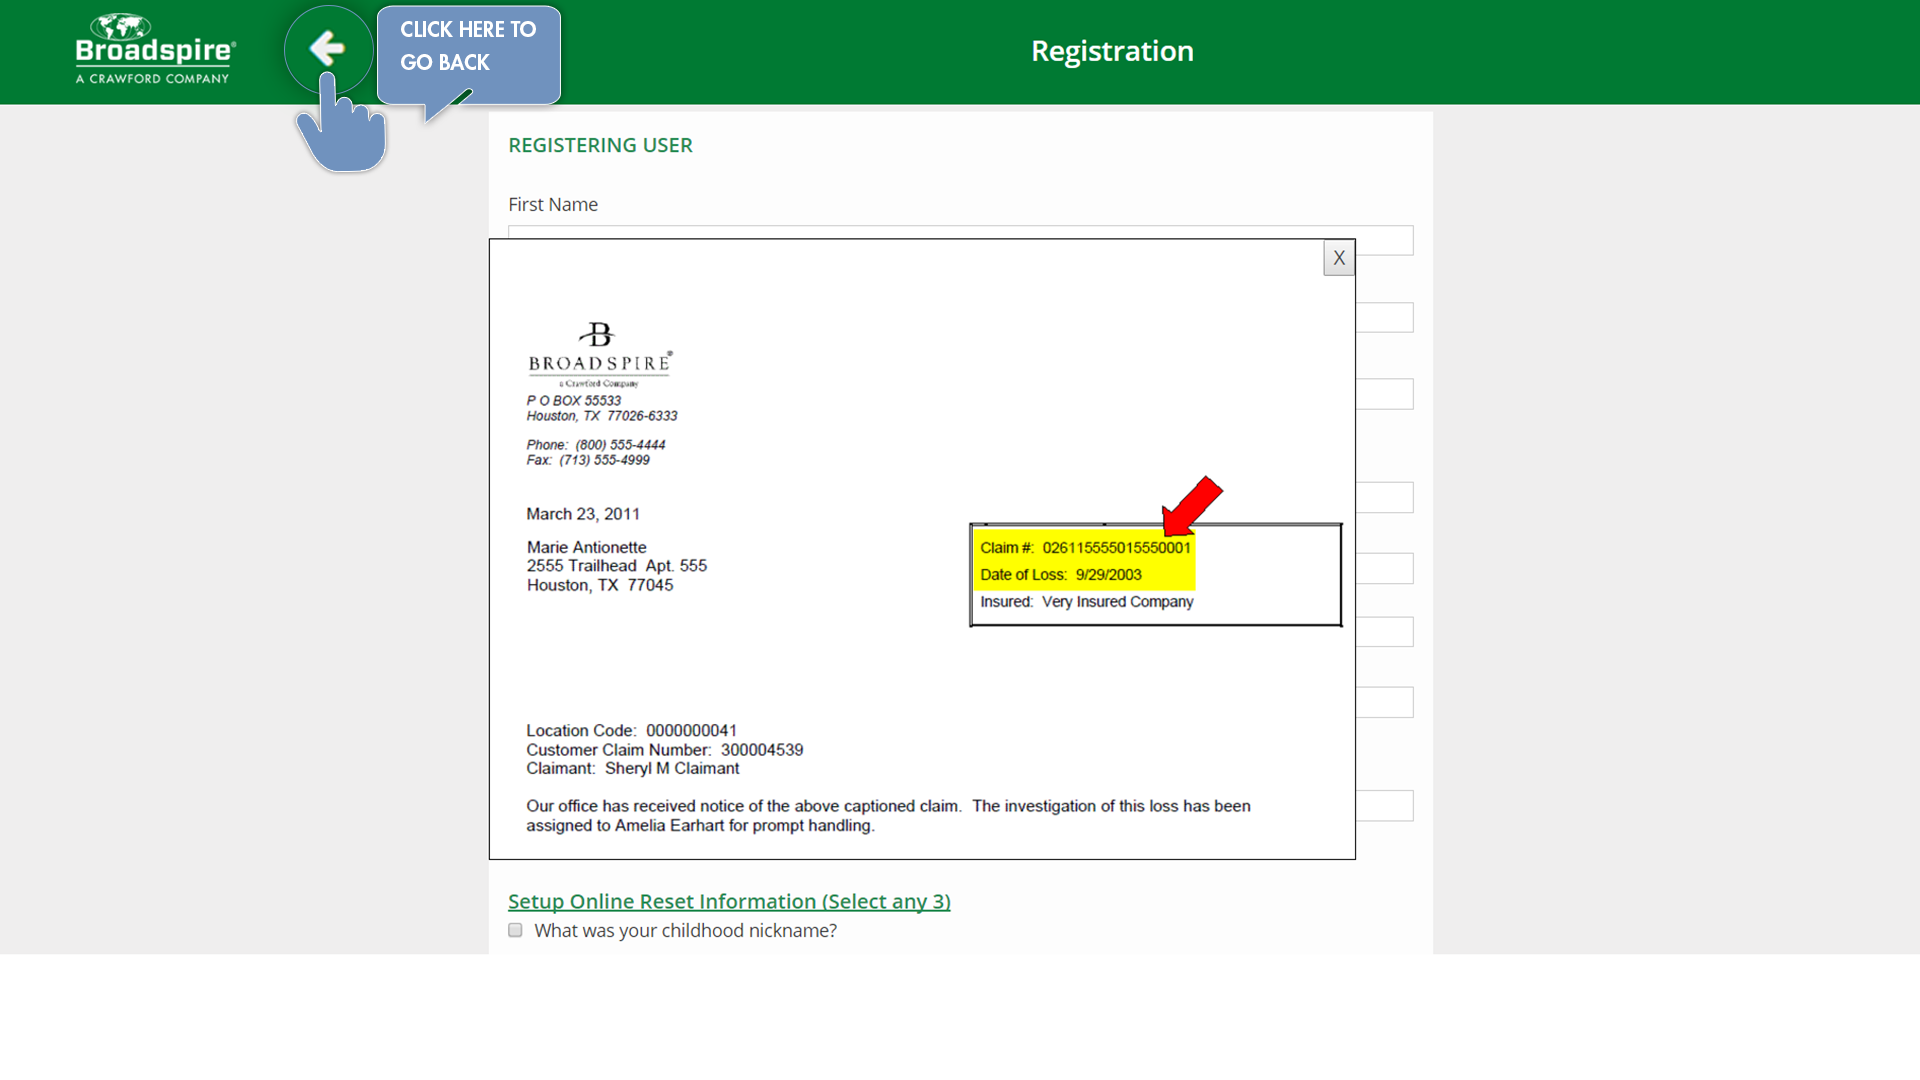 Broadspire®
A CRAWFORD COMPANY
CLICK HERE TO
GO BACK
Registration
REGISTERING USER
First Name
X
B
BROADSPIRE®
a Crawford Company
P O BOX 55533
Houston, TX 77026-6333
Phone: (800) 555-4444
Fax: (713) 555-4999
March 23, 2011
Marie Antionette
2555 Trailhead Apt. 555
Houston, TX 77045
Claim #: 026115555015550001
Date of Loss: 9/29/2003
Insured: Very Insured Company
Location Code: 0000000041
Customer Claim Number: 300004539
Claimant: Sheryl M Claimant
Our office has received notice of the above captioned claim. The investigation of this loss has been
assigned to Amelia Earhart for prompt handling.
Setup Online Reset Information (Select any 3)
What was your childhood nickname?